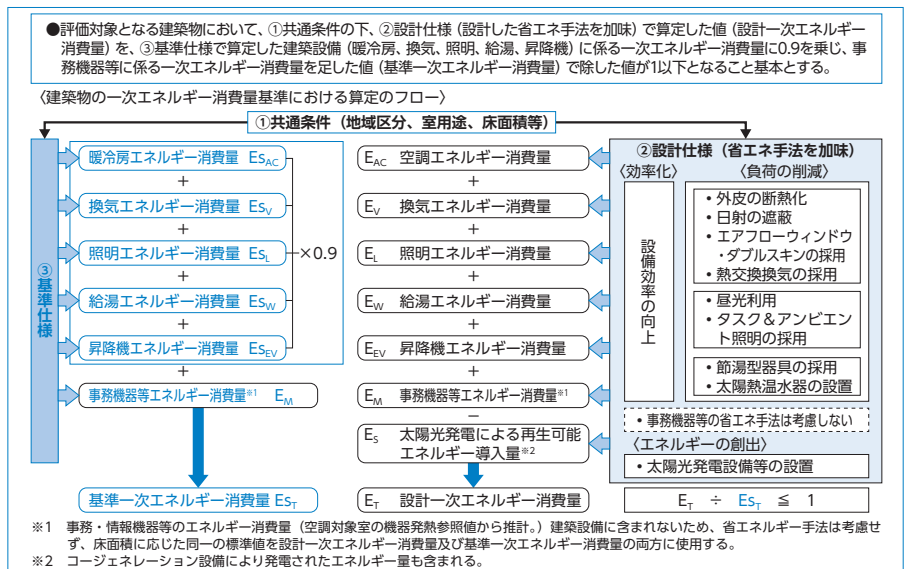 ●評価対象となる建築物において、①共通条件の下、②設計仕様（設計した省エネ手法を加味）で算定した値（設計一次エネルギー
消費量）を、③基準仕様で算定した建築設備（暖冷房、換気、照明、給湯、昇降機）に係る一次エネルギー消費量に0.9を乗じ、事
務機器等に係る一次エネルギー消費量を足した値（基準一次エネルギー消費量）で除した値が1以下となること基本とする。
〈建築物の一次エネルギー消費量基準における算定のフロー〉
①共通条件（地域区分、室用途、床面積等）
③基準仕様
暖冷房エネルギー消費量 EsAC
+
換気エネルギー消費量 EsV
+
照明エネルギー消費量 EsL
+
給湯エネルギー消費量 EsW
+
昇降機エネルギー消費量 EsEV
×0.9
+
事務機器等エネルギー消費量※1 EM
基準一次エネルギー消費量 EsT
EAC 空調エネルギー消費量
+
EV 換気エネルギー消費量
+
EL 照明エネルギー消費量
+
EW 給湯エネルギー消費量
+
EEV 昇降機エネルギー消費量
+
EM 事務機器等エネルギー消費量※1
−
ES 太陽光発電による再生可能
エネルギー導入量※2
ET 設計一次エネルギー消費量
②設計仕様（省エネ手法を加味）
〈効率化〉
設備効率の向上
〈負荷の削減〉
・外皮の断熱化
・日射の遮蔽
・エアフローウィンドウ
・ダブルスキンの採用
・熱交換換気の採用
・昼光利用
・タスク＆アンビエン
ト照明の採用
・節湯型器具の採用
・太陽熱温水器の設置
・事務機器等の省エネ手法は考慮しない
〈エネルギーの創出〉
・太陽光発電設備等の設置
ET ÷ EsT ≦ 1
※1 事務・情報機器等のエネルギー消費量（空調対象室の機器発熱参照値から推計。）建築設備に含まれないため、省エネルギー手法は考慮せ
ず、床面積に応じた同一の標準値を設計一次エネルギー消費量及び基準一次エネルギー消費量の両方に使用する。
※2 コージェネレーション設備により発電されたエネルギー量も含まれる。